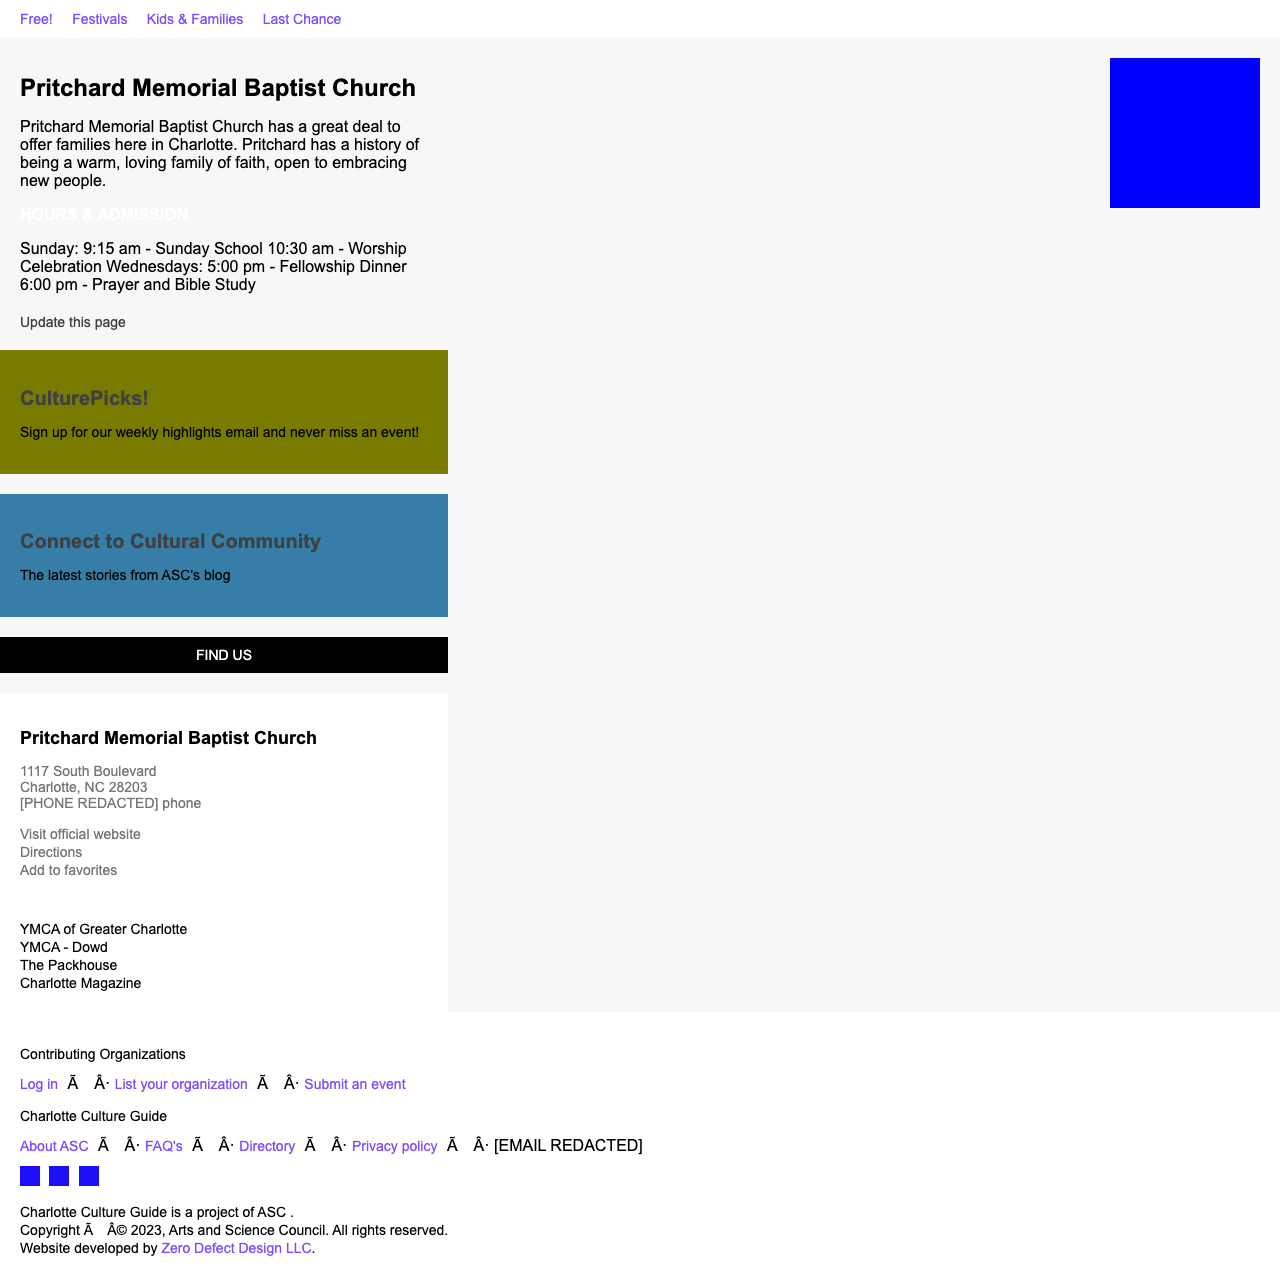 Free! Festivals Kids & Families Last Chance
Pritchard Memorial Baptist Church
Pritchard Memorial Baptist Church has a great deal to
offer families here in Charlotte. Pritchard has a history of
being a warm, loving family of faith, open to embracing
new people.
HOURS & ADMISSION
Sunday: 9:15 am - Sunday School 10:30 am - Worship
Celebration Wednesdays: 5:00 pm - Fellowship Dinner
6:00 pm - Prayer and Bible Study
Update this page
CulturePicks!
Sign up for our weekly highlights email and never miss an event!
Connect to Cultural Community
The latest stories from ASC's blog
FIND US
Pritchard Memorial Baptist Church
1117 South Boulevard
Charlotte, NC 28203
[PHONE REDACTED] phone
Visit official website
Directions
Add to favorites
YMCA of Greater Charlotte
YMCA - Dowd
The Packhouse
Charlotte Magazine
Contributing Organizations
Log in Ã Â· List your organization Ã Â· Submit an event
Charlotte Culture Guide
About ASC Ã Â· FAQ's Ã Â· Directory Ã Â· Privacy policy Ã Â· [EMAIL REDACTED]
Charlotte Culture Guide is a project of ASC .
Copyright Ã Â© 2023, Arts and Science Council. All rights reserved.
Website developed by Zero Defect Design LLC.